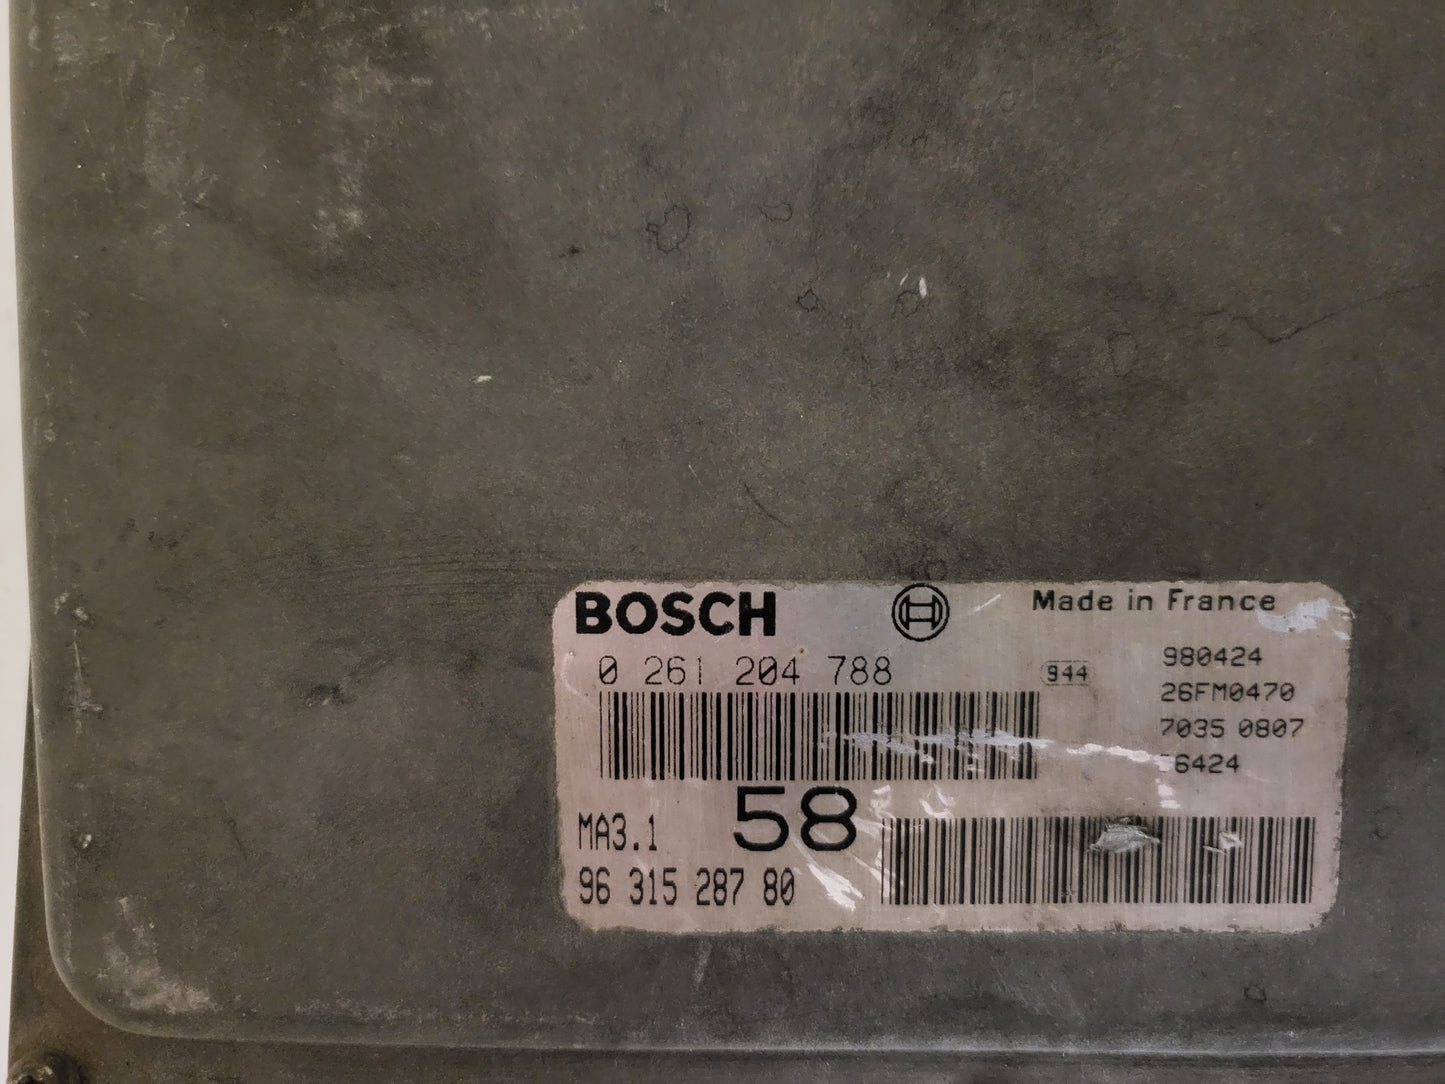 BOSCH Made in France
0 261 204 788 944 980424
26FM0470
7035 0807
6424
MA3.1 58
96 315 287 80